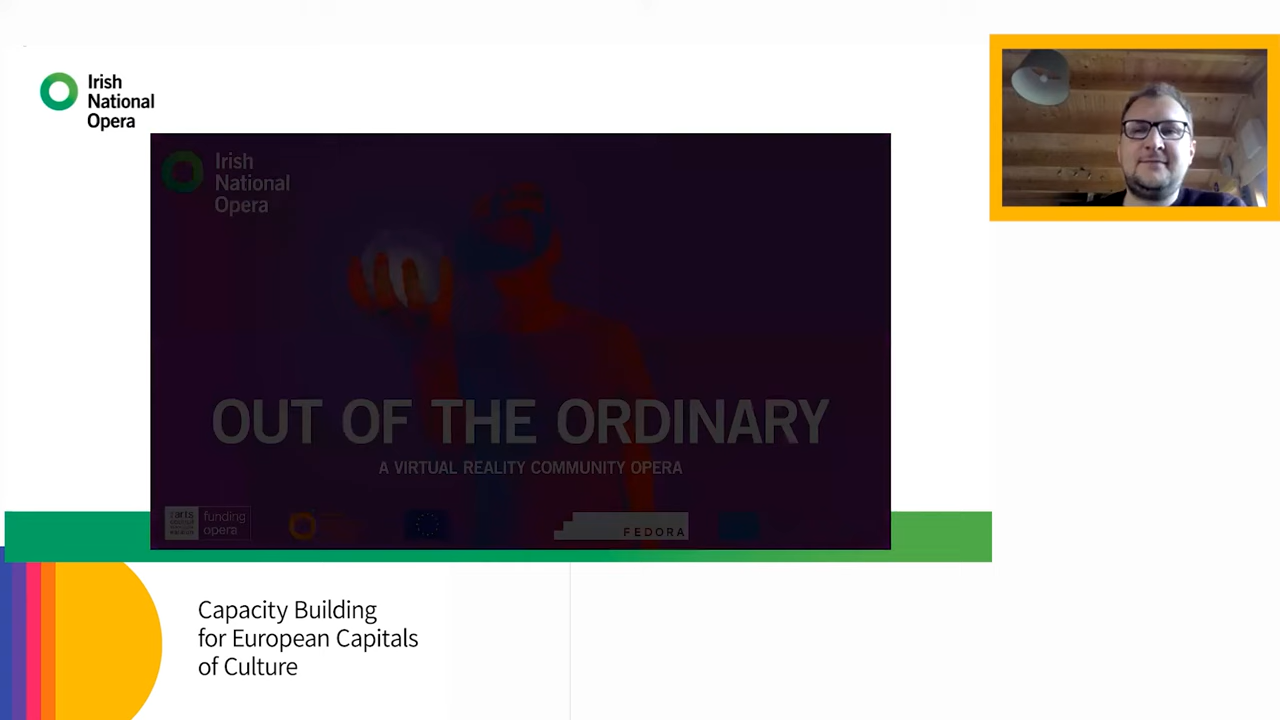 Irish
National
Opera
Irish
National
Opera
OUT OF THE ORDINARY
A VIRTUAL REALITY COMMUNITY OPERA
funding
opera
FEDORA
Capacity Building
for European Capitals
of Culture